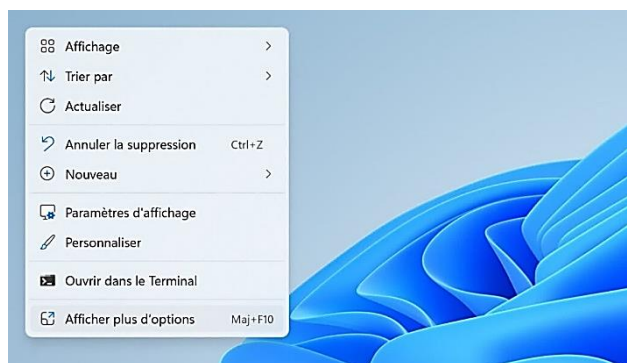 Affichage
Trier par
Actualiser
Annuler la suppression Ctrl+Z
Nouveau
Paramètres d'affichage
Personnaliser
Ouvrir dans le Terminal
Afficher plus d'options Maj+F10